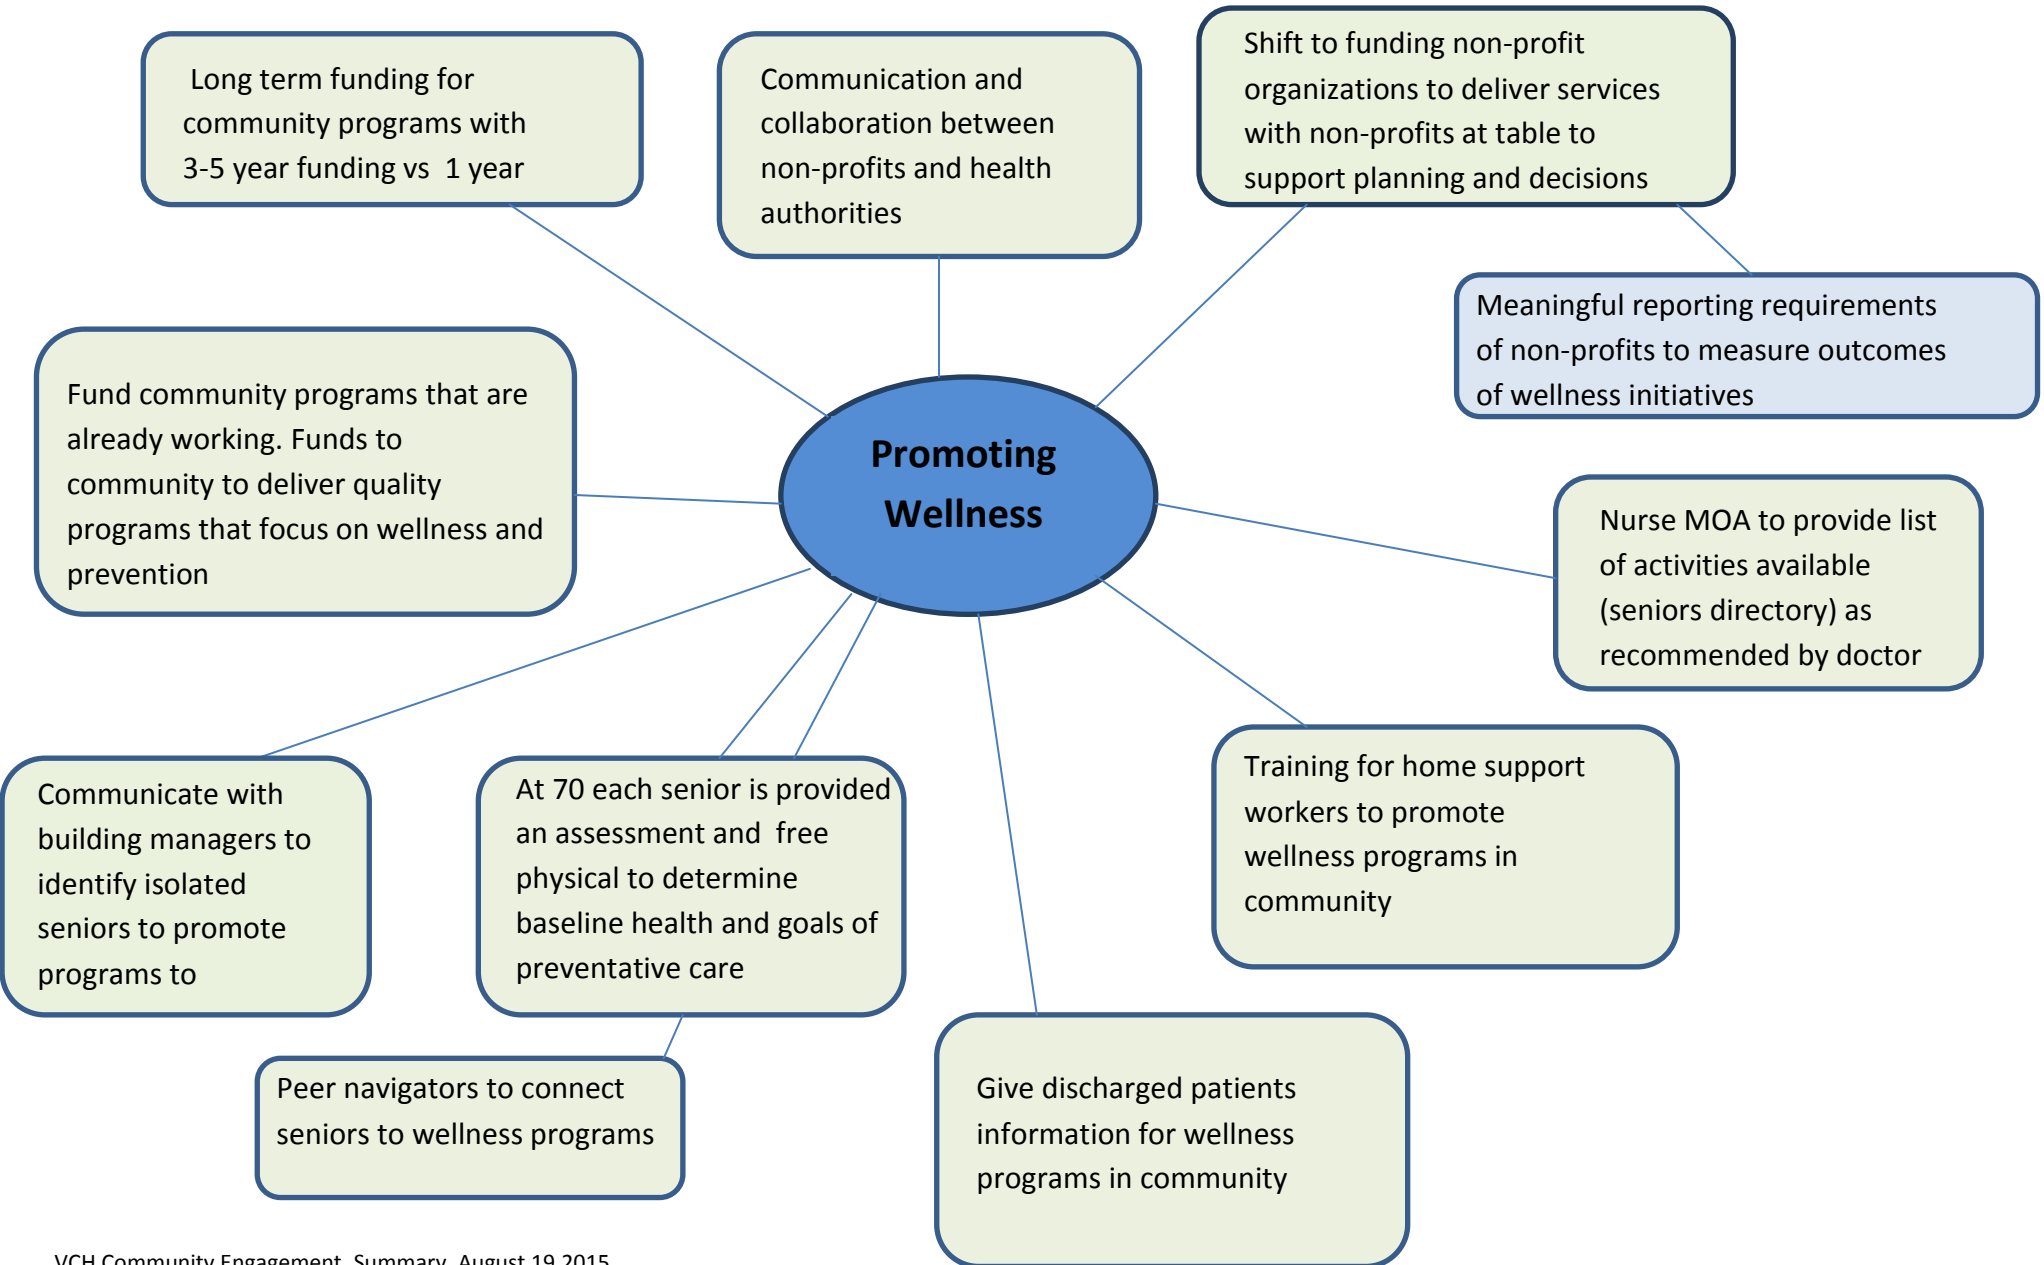 Long term funding for
community programs with
3-5 year funding vs 1 year
Communication and
collaboration between
non-profits and health
authorities
Shift to funding non-profit
organizations to deliver services
with non-profits at table to
support planning and decisions
Meaningful reporting requirements
of non-profits to measure outcomes
of wellness initiatives
Fund community programs that are
already working. Funds to
community to deliver quality
programs that focus on wellness and
prevention
Promoting
Wellness
Nurse MOA to provide list
of activities available
(seniors directory) as
recommended by doctor
Communicate with
building managers to
identify isolated
seniors to promote
programs to
At 70 each senior is provided
an assessment and free
physical to determine
baseline health and goals of
preventative care
Training for home support
workers to promote
wellness programs in
community
Peer navigators to connect
seniors to wellness programs
Give discharged patients
information for wellness
programs in community
VCH Community Engagement Summary August 19 2015